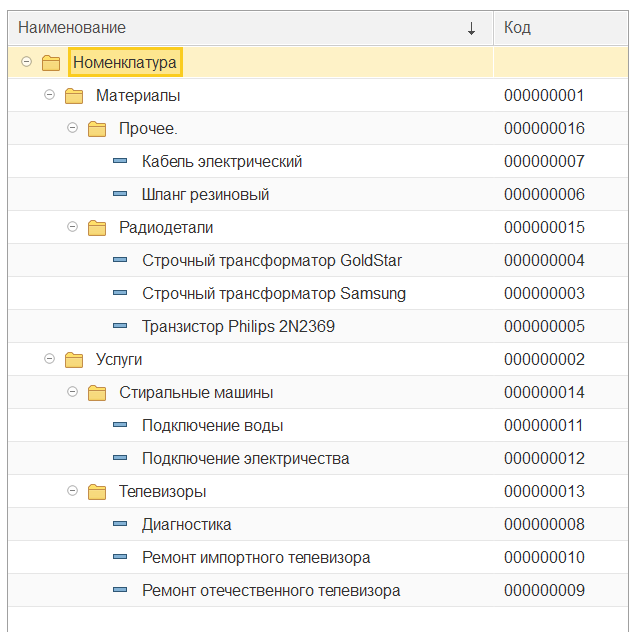 Наименование ↓ Код
Номенклатура
Материалы 000000001
Прочее. 000000016
Кабель электрический 000000007
Шланг резиновый 000000006
Радиодетали 000000015
Строчный трансформатор GoldStar 000000004
Строчный трансформатор Samsung 000000003
Транзистор Philips 2N2369 000000005
Услуги 000000002
Стиральные машины 000000014
Подключение воды 000000011
Подключение электричества 000000012
Телевизоры 000000013
Диагностика 000000008
Ремонт импортного телевизора 000000010
Ремонт отечественного телевизора 000000009